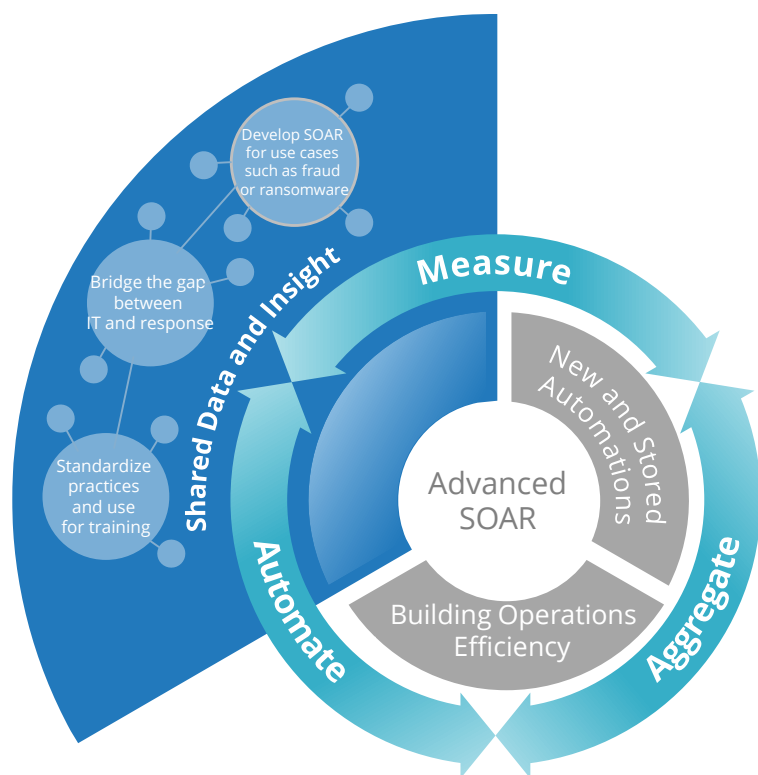 Develop SOAR
for use cases
such as fraud
or ransomware
Bridge the gap
between
IT and response
Standardize
practices
and use
for training
Shared Data and Insight
Measure
New and Stored
Automations
Advanced
SOAR
Building Operations
Efficiency
Automate
Aggregate